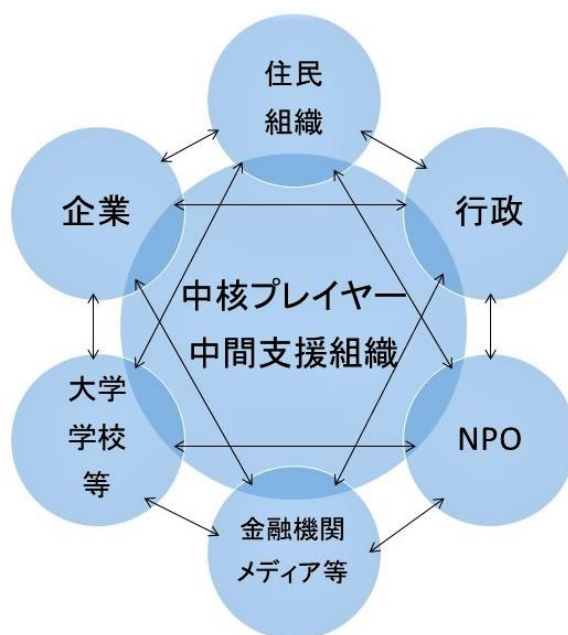 住民
組織
企業
行政
中核プレイヤー
中間支援組織
大学
学校
等
NPO
金融機関
メディア等